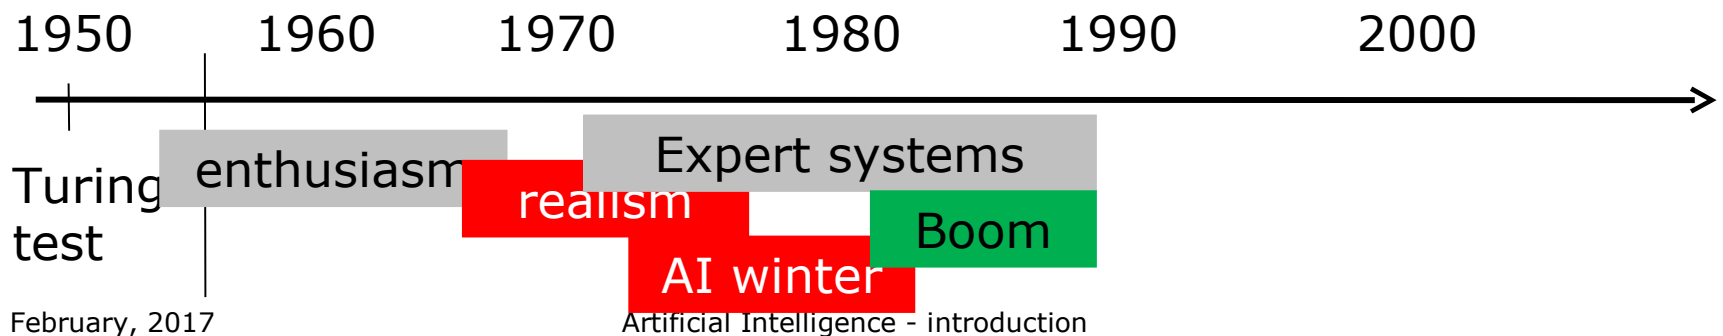 1950 1960 1970 1980 1990 2000
Expert systems
enthusiasm
Turing
realism
Boom
test
AI winter
February, 2017 Artificial Intelligence - introduction